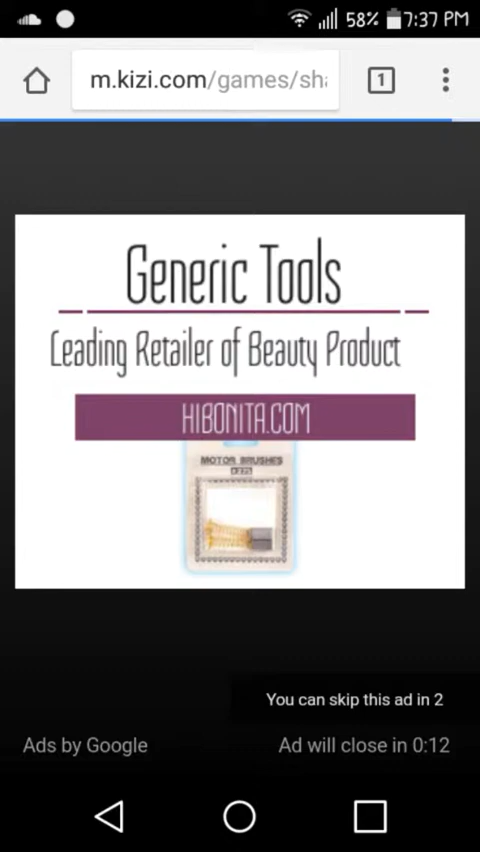 58% 7:37 PM
1
m.kizi.com/games/sha
Generic Tools
Leading Retailer of Beauty Product
HIBONITA.COM
MOTOR BRUSHES
You can skip this ad in 2
Ads by Google
Ad will close in 0:12